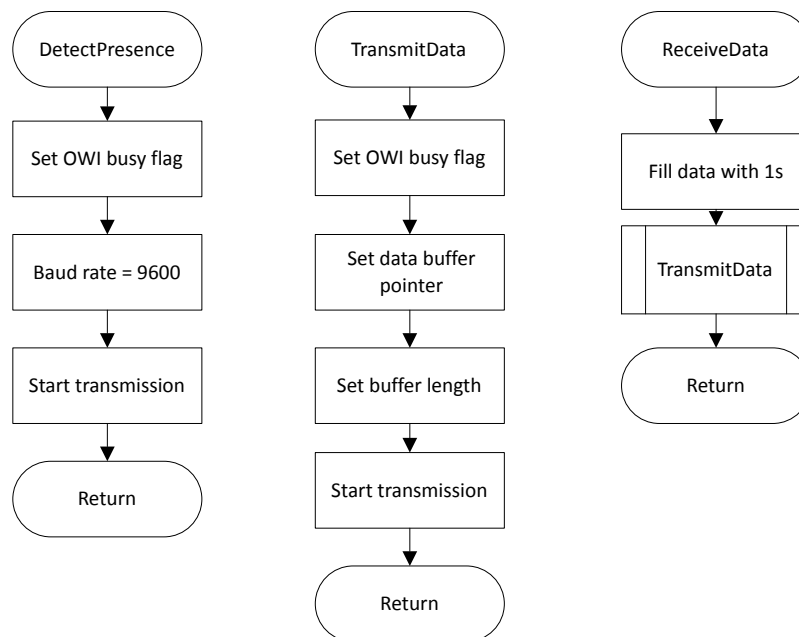 DetectPresence
Set OWI busy flag
Baud rate = 9600
Start transmission
Return
TransmitData
Set OWI busy flag
Set data buffer
pointer
Set buffer length
Start transmission
Return
ReceiveData
Fill data with 1s
TransmitData
Return